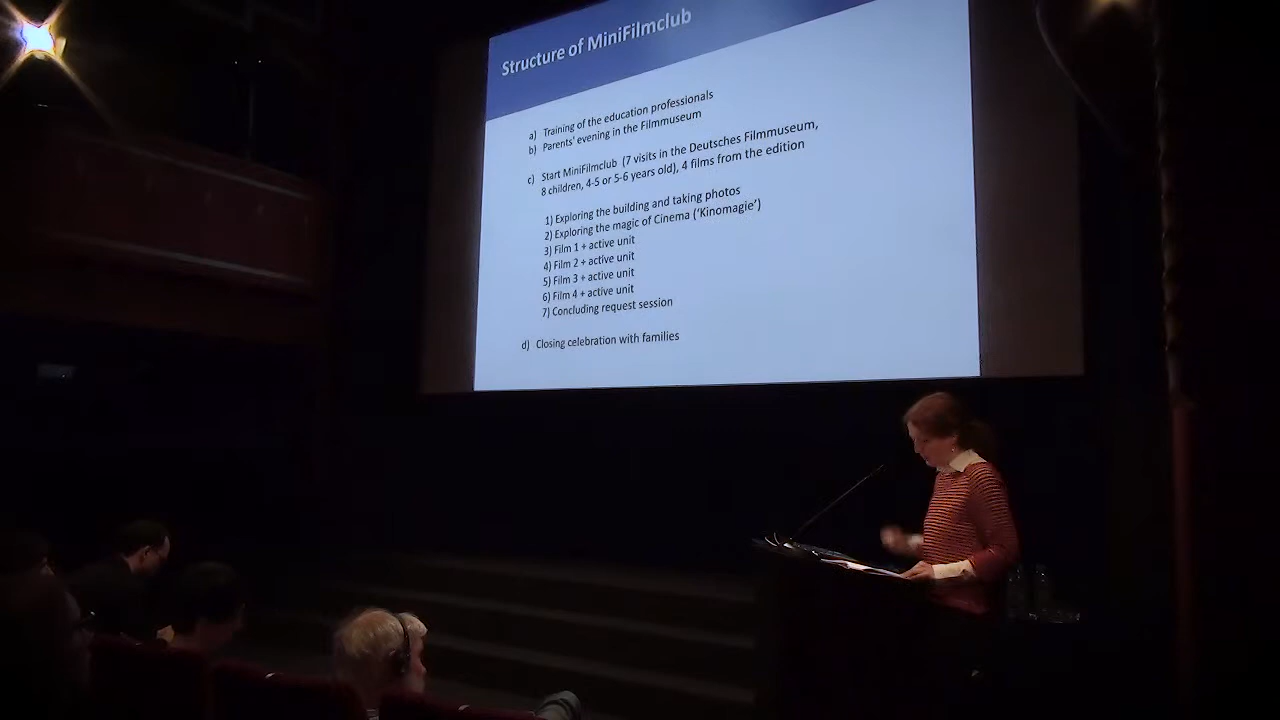 Structure of MiniFilmclub
a) Training of the education professionals
b) Parents' evening in the Filmmuseum
c) Start MiniFilmclub (7 visits in the Deutsches Filmmuseum,
8 children, 4-5 or 5-6 years old), 4 films from the edition
1) Exploring the building and taking photos
2) Exploring the magic of Cinema ('Kinomagie')
3) Film 1 + active unit
4) Film 2 + active unit
5) Film 3 + active unit
6) Film 4 + active unit
7) Concluding request session
d) Closing celebration with families